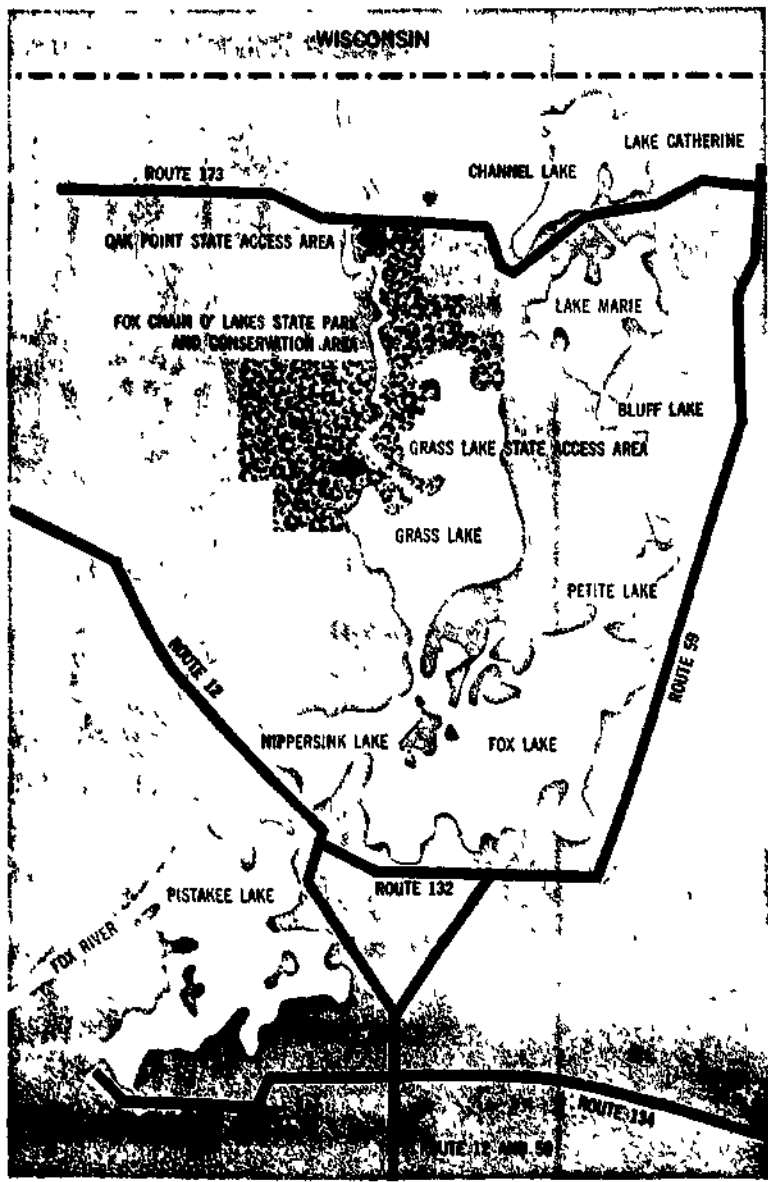 WISCONSIN
LAKE CATHERINE
ROUTE 173
CHANNEL LAKE
OAK POINT STATE ACCESS AREA
LAKE MARIE
FOX CHAIN O' LAKES STATE PARK
AND CONSERVATION AREA
BLUFF LAKE
GRASS LAKE STATE ACCESS AREA
GRASS LAKE
PETITE LAKE
ROUTE 12
ROUTE 59
NIPPERSINK LAKE
FOX LAKE
ROUTE 132
PISTAKEE LAKE
FOX RIVER
ROUTE 134
ROUTE 12 AND 59